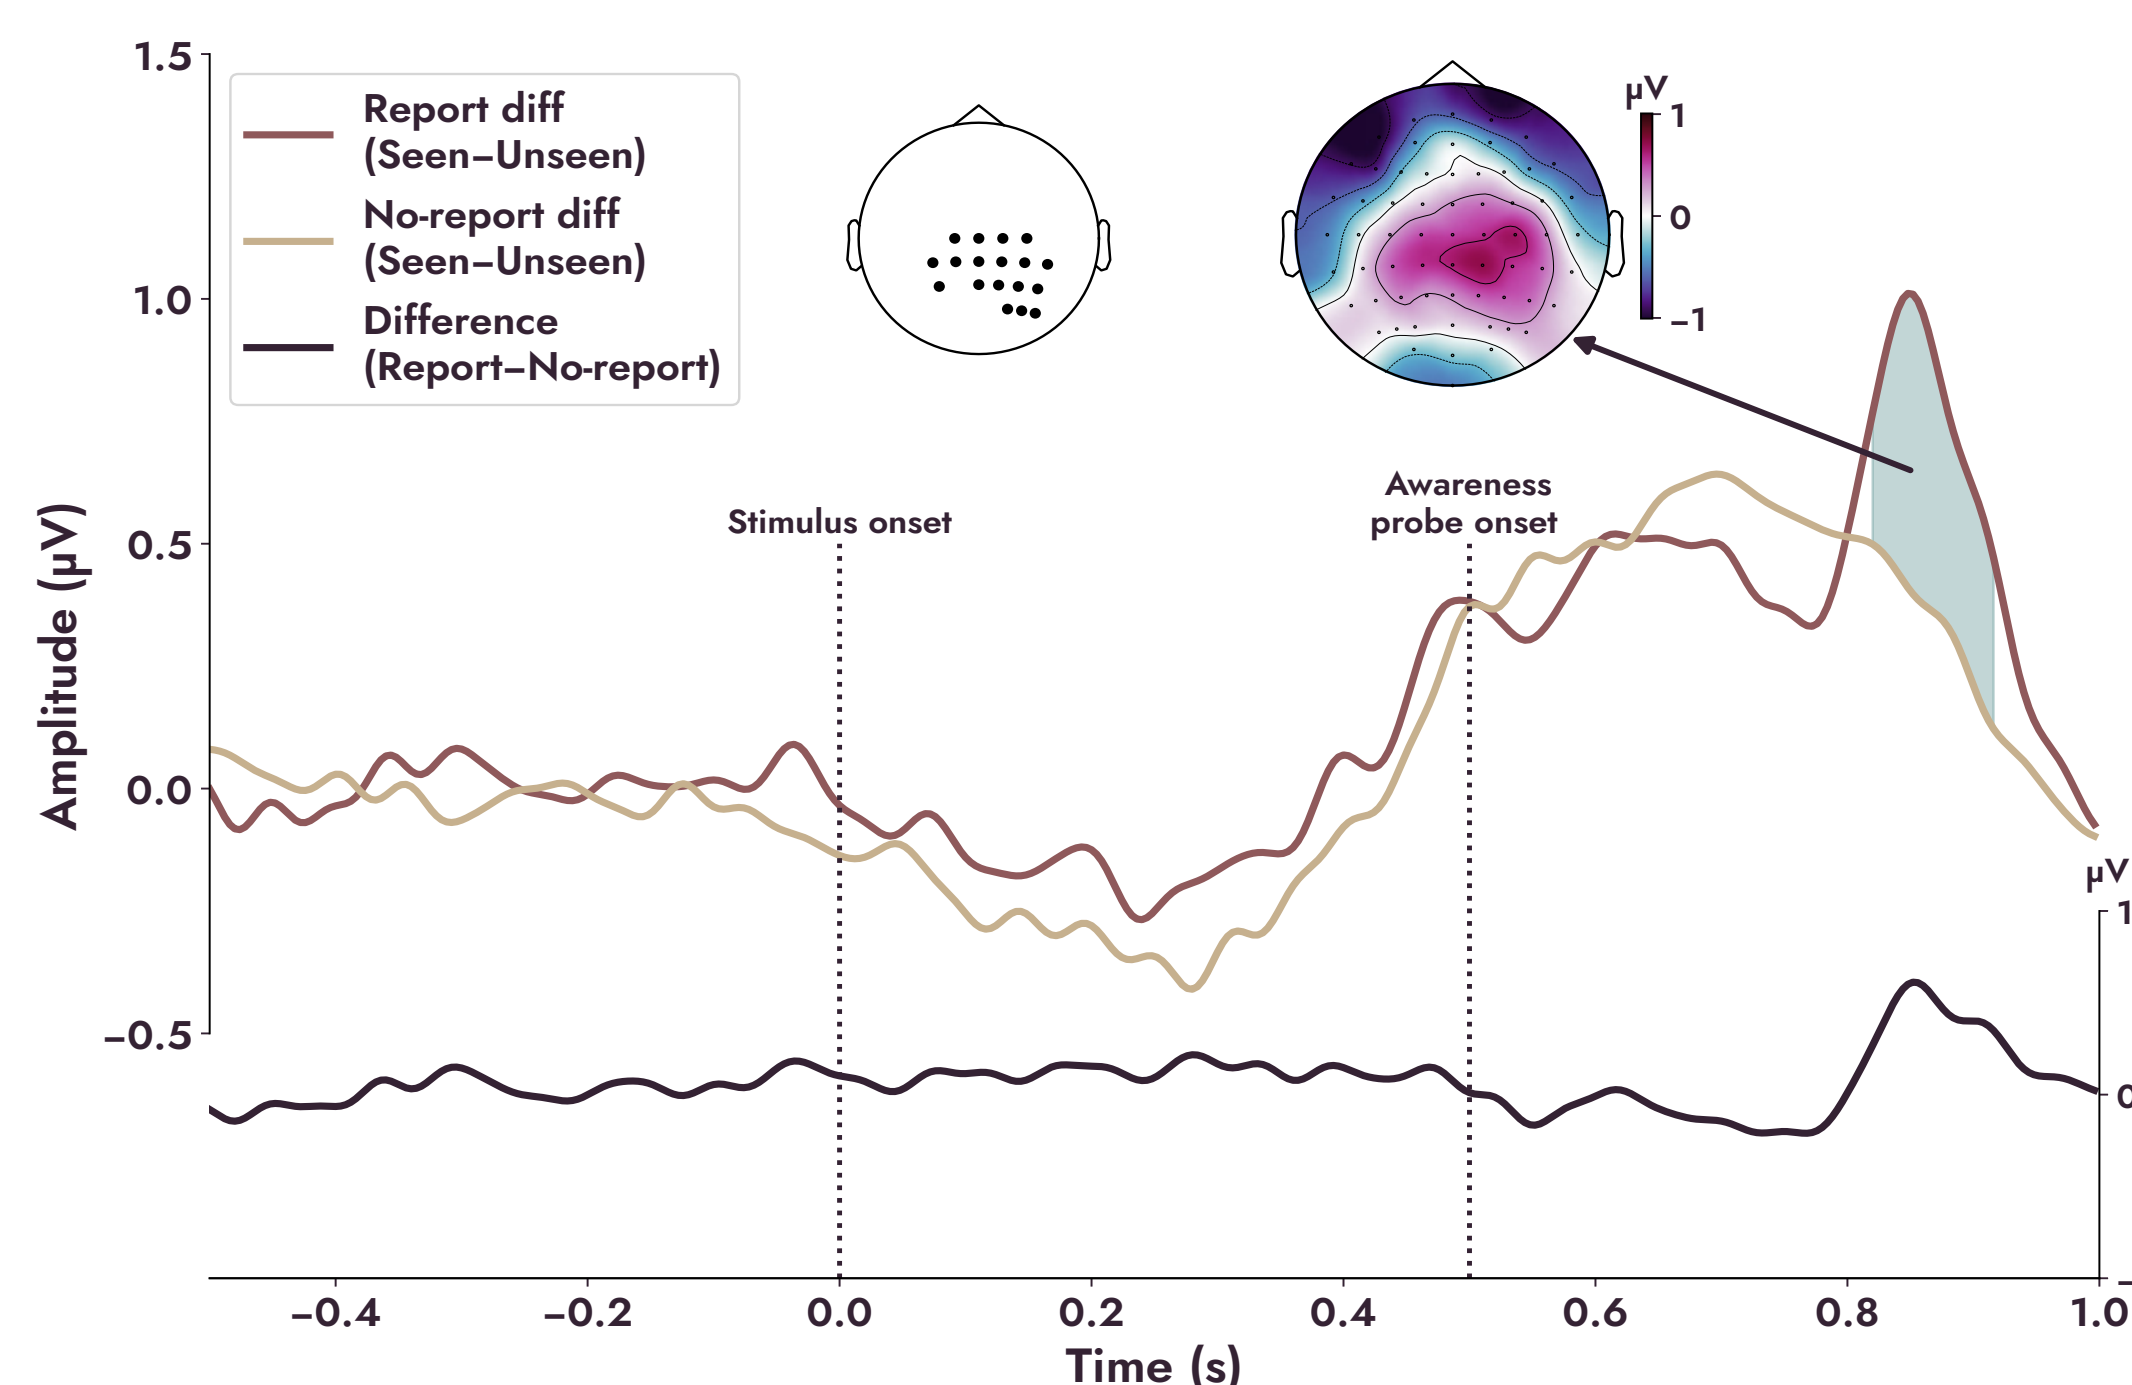 1.5
1.0
0.5
0.0
−0.5
Amplitude (μV)
Report diff
(Seen−Unseen)
No-report diff
(Seen−Unseen)
Difference
(Report−No-report)
μV
1
0
−1
Stimulus onset
Awareness
probe onset
μV
1
0
−0.4
−0.2
0.0
0.2
0.4
0.6
0.8
1.0
Time (s)